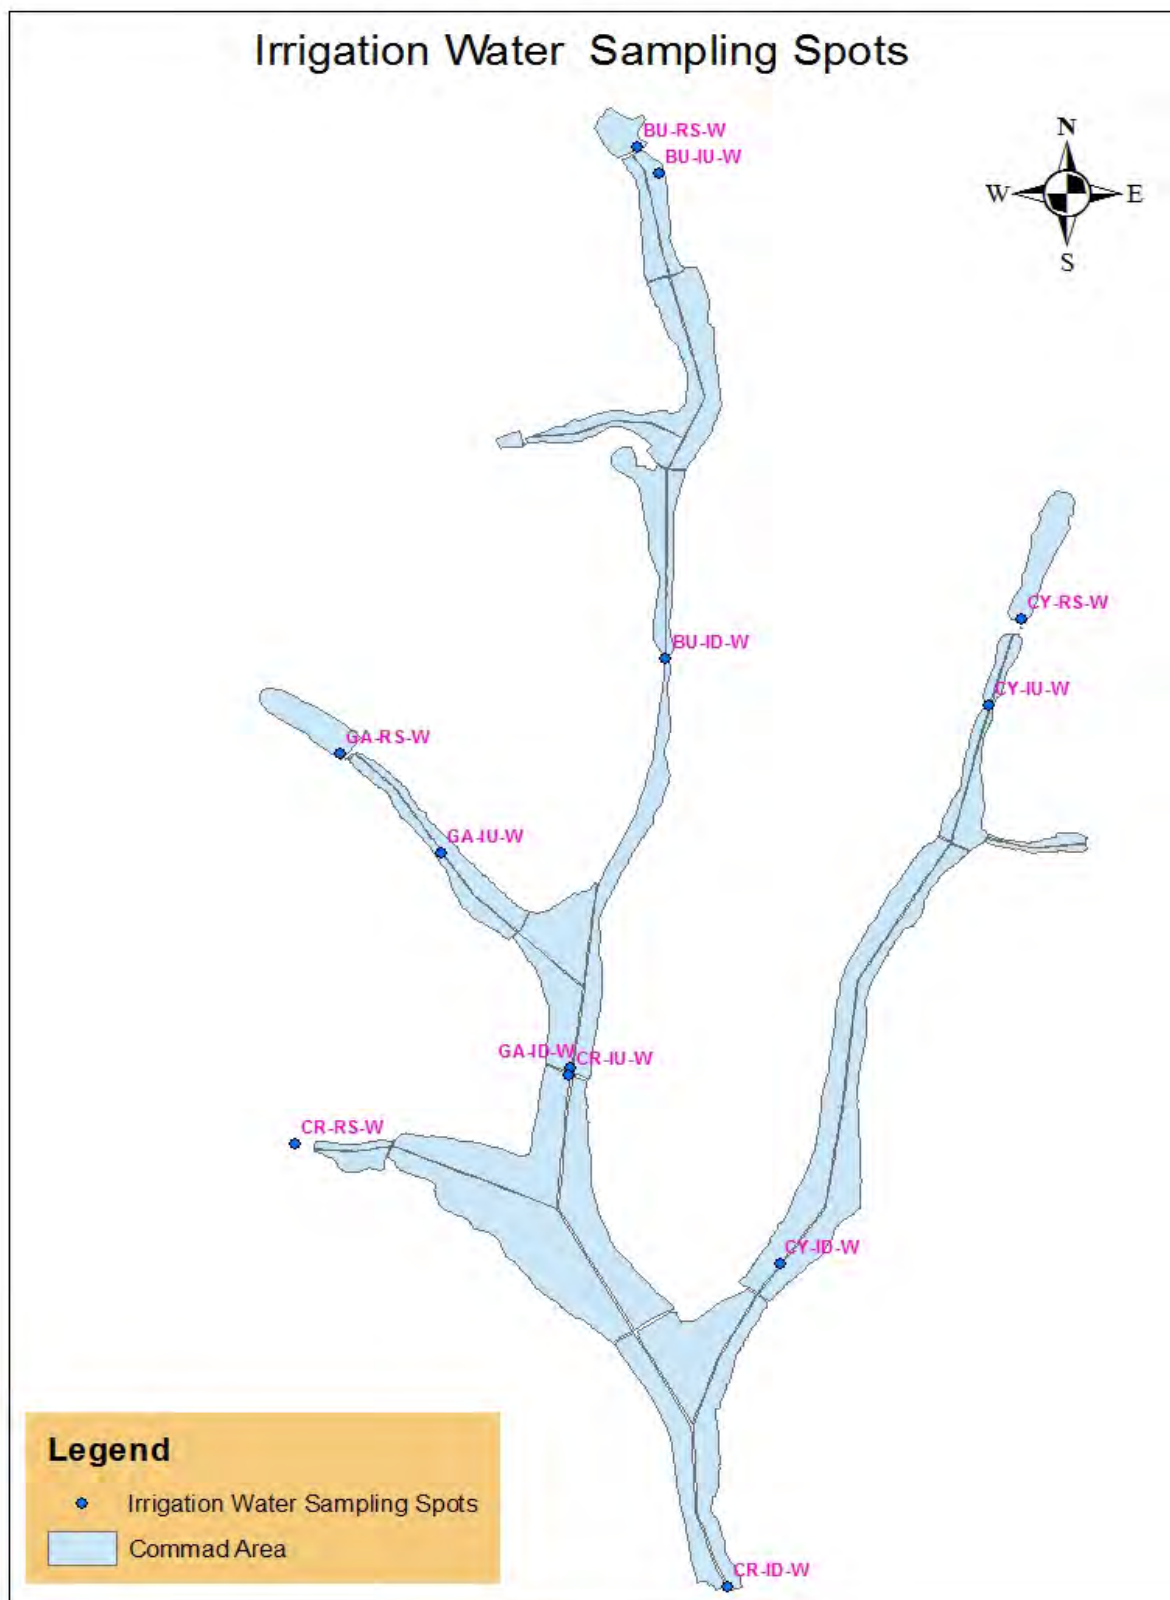 Irrigation Water Sampling Spots
N
W
E
S
BU-RS-W
BU-IU-W
CY-RS-W
BU-ID-W
CY-IU-W
GA-RS-W
GA-IU-W
GA-ID-W
CR-IU-W
CR-RS-W
CY-ID-W
Legend
Irrigation Water Sampling Spots
Commad Area
CR-ID-W